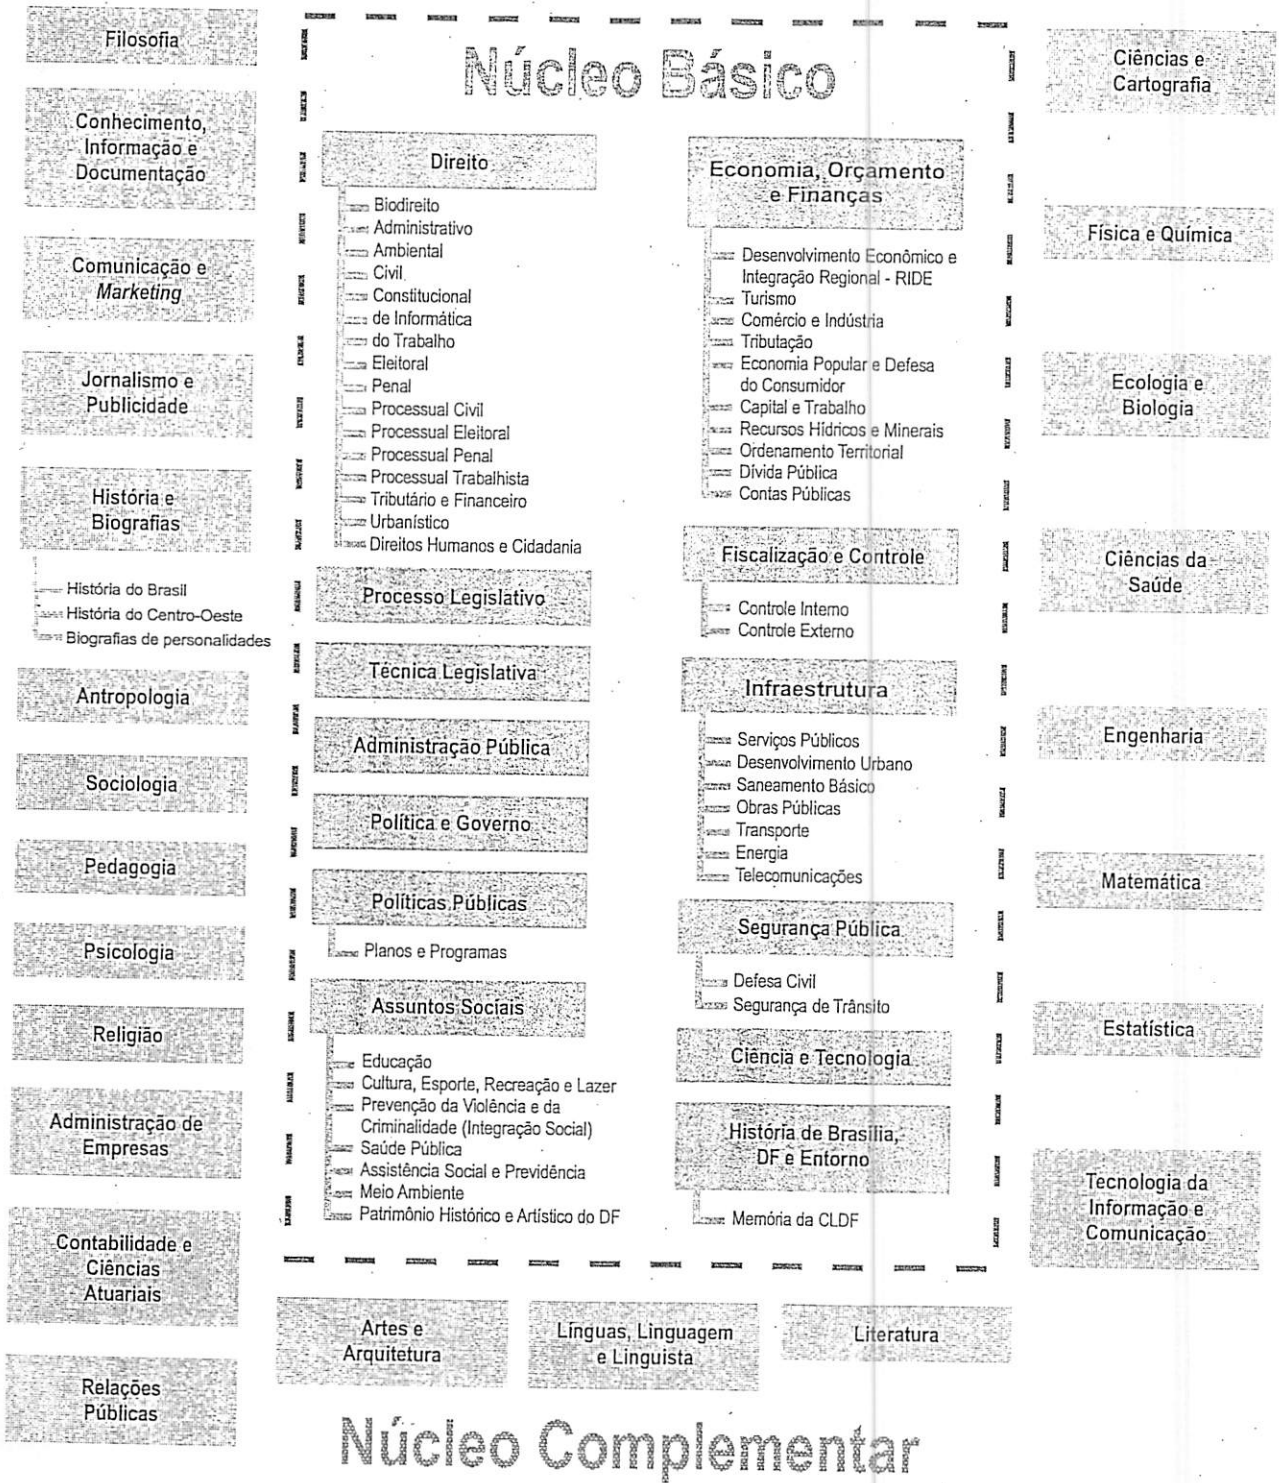 Filosofia
Conhecimento,
Informação e
Documentação
Comunicação e
Marketing
Jornalismo e
Publicidade
História e
Biografias
História do Brasil
História do Centro-Oeste
Biografias de personalidades
Antropologia
Sociologia
Pedagogia
Psicologia
Religião
Administração de
Empresas
Contabilidade e
Ciências
Atuariais
Relações
Públicas
Núcleo Básico
Direito
Biodireito
Administrativo
Ambiental
Civil
Constitucional
de Informática
do Trabalho
Eleitoral
Penal
Processual Civil
Processual Eleitoral
Processual Penal
Processual Trabalhista
Tributário e Financeiro
Urbanístico
Direitos Humanos e Cidadania
Processo Legislativo
Técnica Legislativa
Administração Pública
Política e Governo
Políticas Públicas
Planos e Programas
Assuntos Sociais
Educação
Cultura, Esporte, Recreação e Lazer
Prevenção da Violência e da
Criminalidade (Integração Social)
Saúde Pública
Assistência Social e Previdência
Meio Ambiente
Patrimônio Histórico e Artístico do DF
Economia, Orçamento
e Finanças
Desenvolvimento Econômico e
Integração Regional - RIDE
Turismo
Comércio e Indústria
Tributação
Economia Popular e Defesa
do Consumidor
Capital e Trabalho
Recursos Hídricos e Minerais
Ordenamento Territorial
Dívida Pública
Contas Públicas
Fiscalização e Controle
Controle Interno
Controle Externo
Infraestrutura
Serviços Públicos
Desenvolvimento Urbano
Saneamento Básico
Obras Públicas
Transporte
Energia
Telecomunicações
Segurança Pública
Defesa Civil
Segurança de Trânsito
Ciência e Tecnologia
História de Brasília,
DF e Entorno
Memória da CLDF
Ciências e
Cartografia
Física e Química
Ecologia e
Biologia
Ciências da
Saúde
Engenharia
Matemática
Estatística
Tecnologia da
Informação e
Comunicação
Artes e
Arquitetura
Línguas, Linguagem
e Linguista
Literatura
Núcleo Complementar